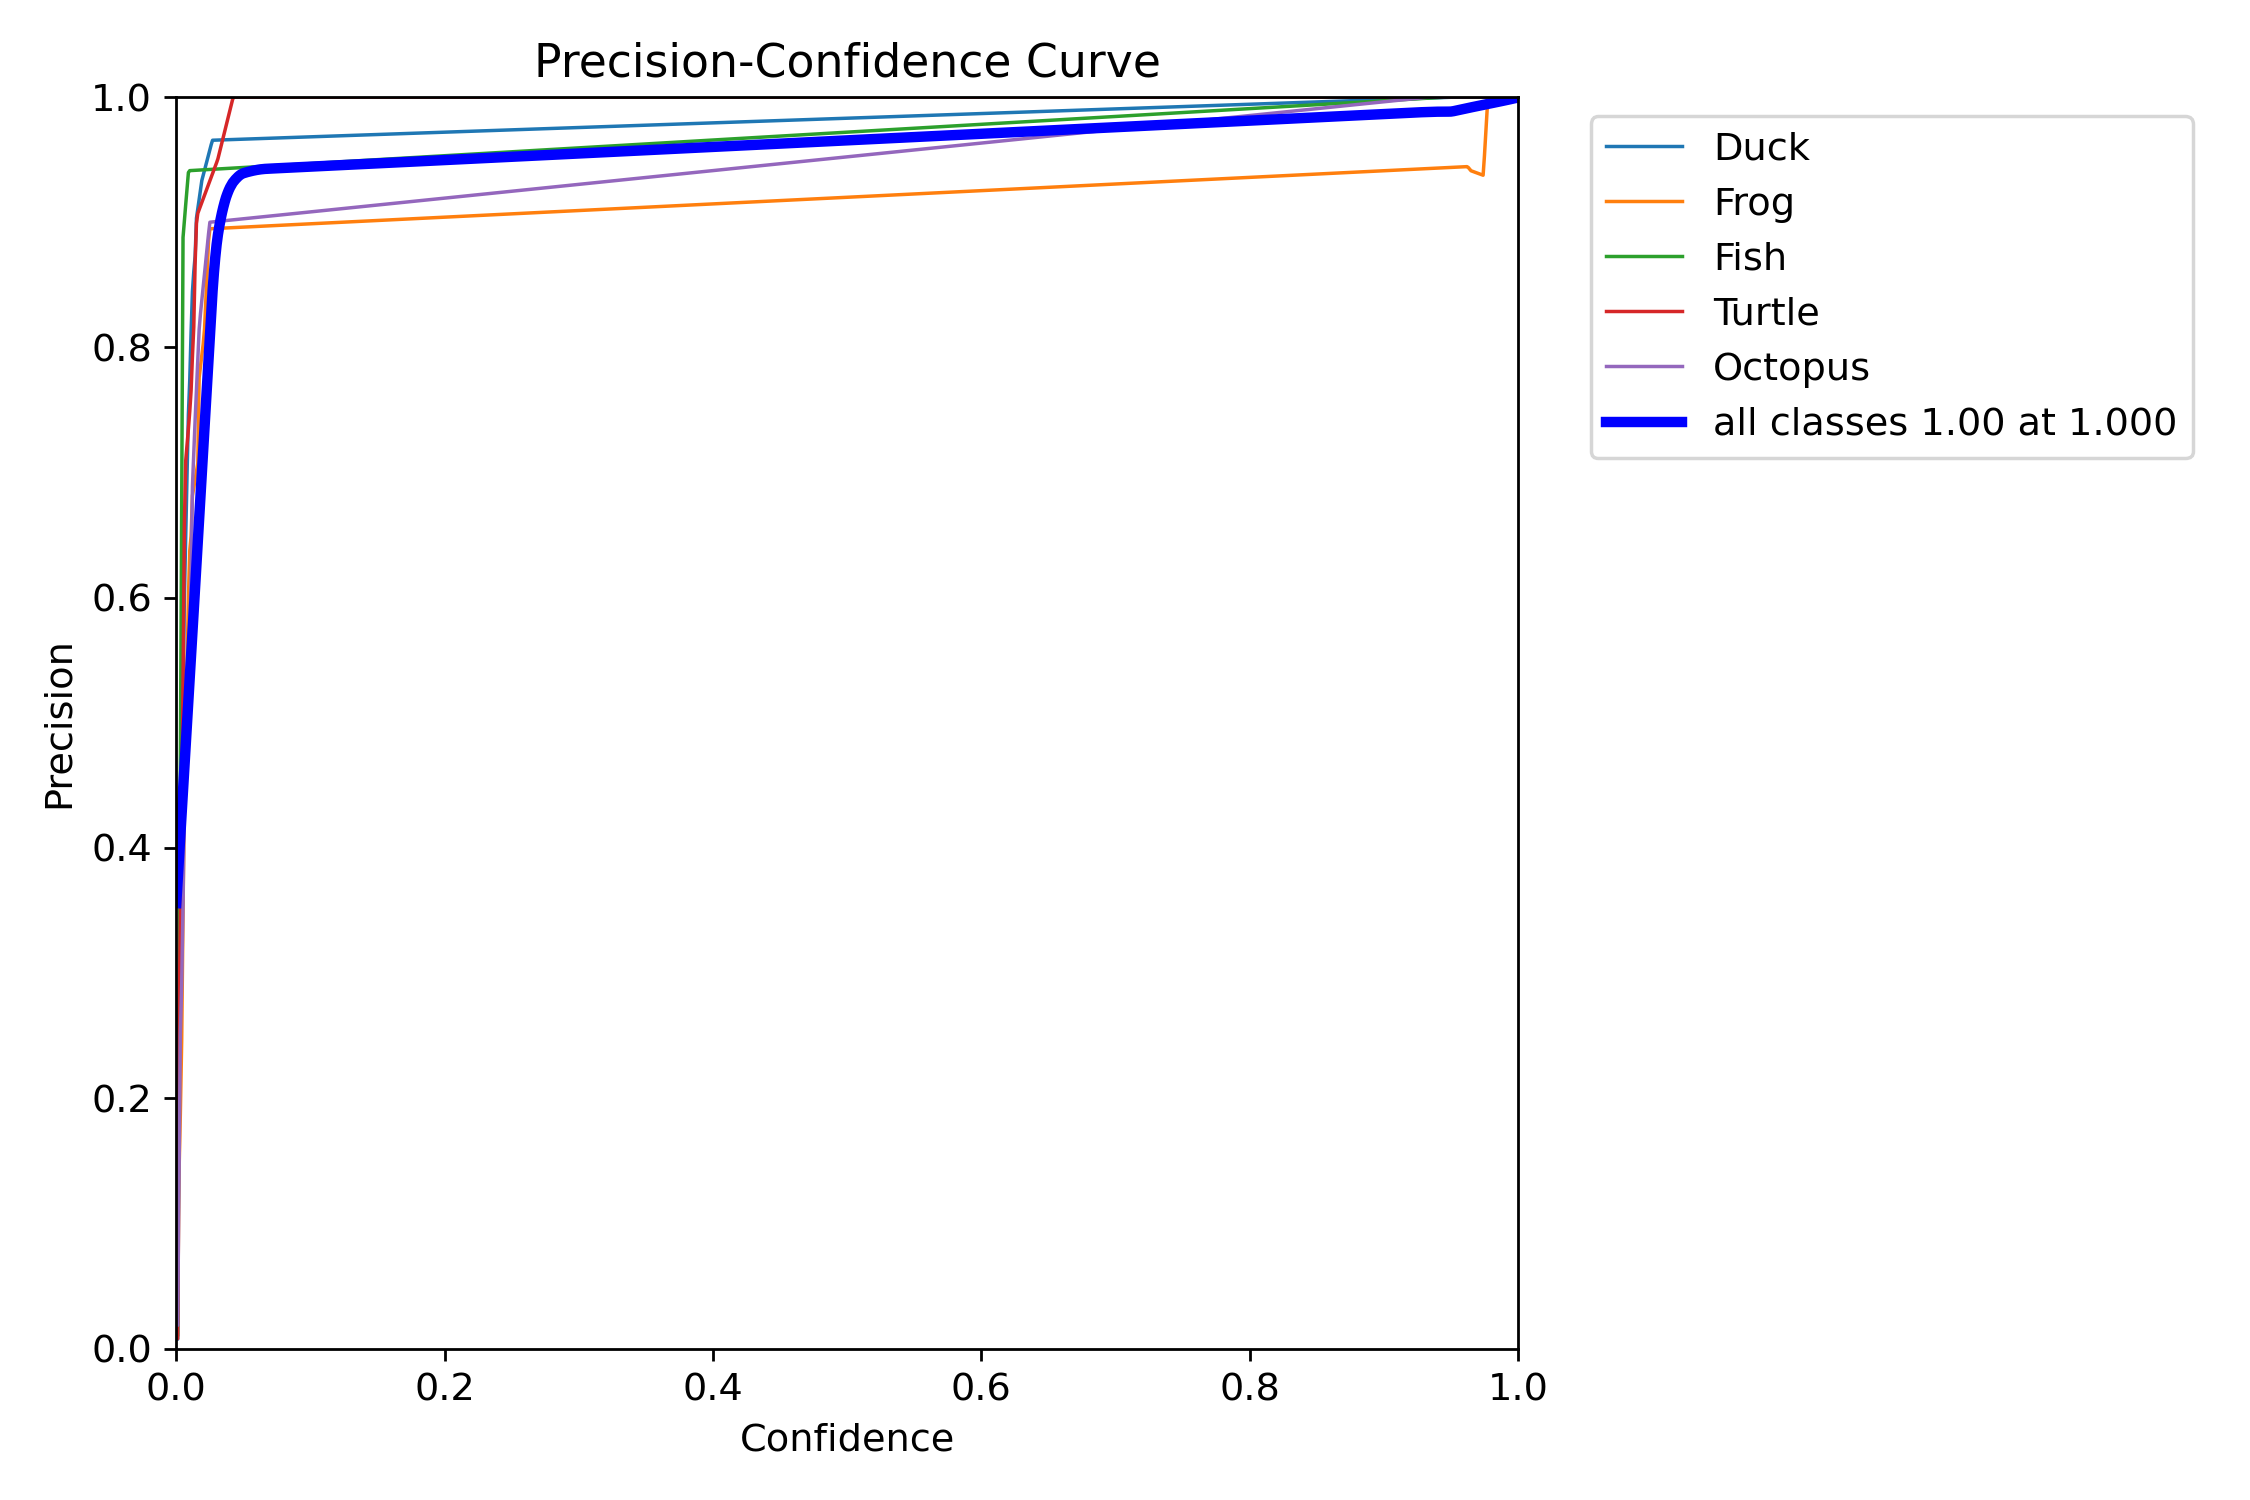 Precision-Confidence Curve
1.0
0.8
0.6
0.4
0.2
0.0
Precision
0.0 0.2 0.4 0.6 0.8 1.0
Confidence
Duck
Frog
Fish
Turtle
Octopus
all classes 1.00 at 1.000